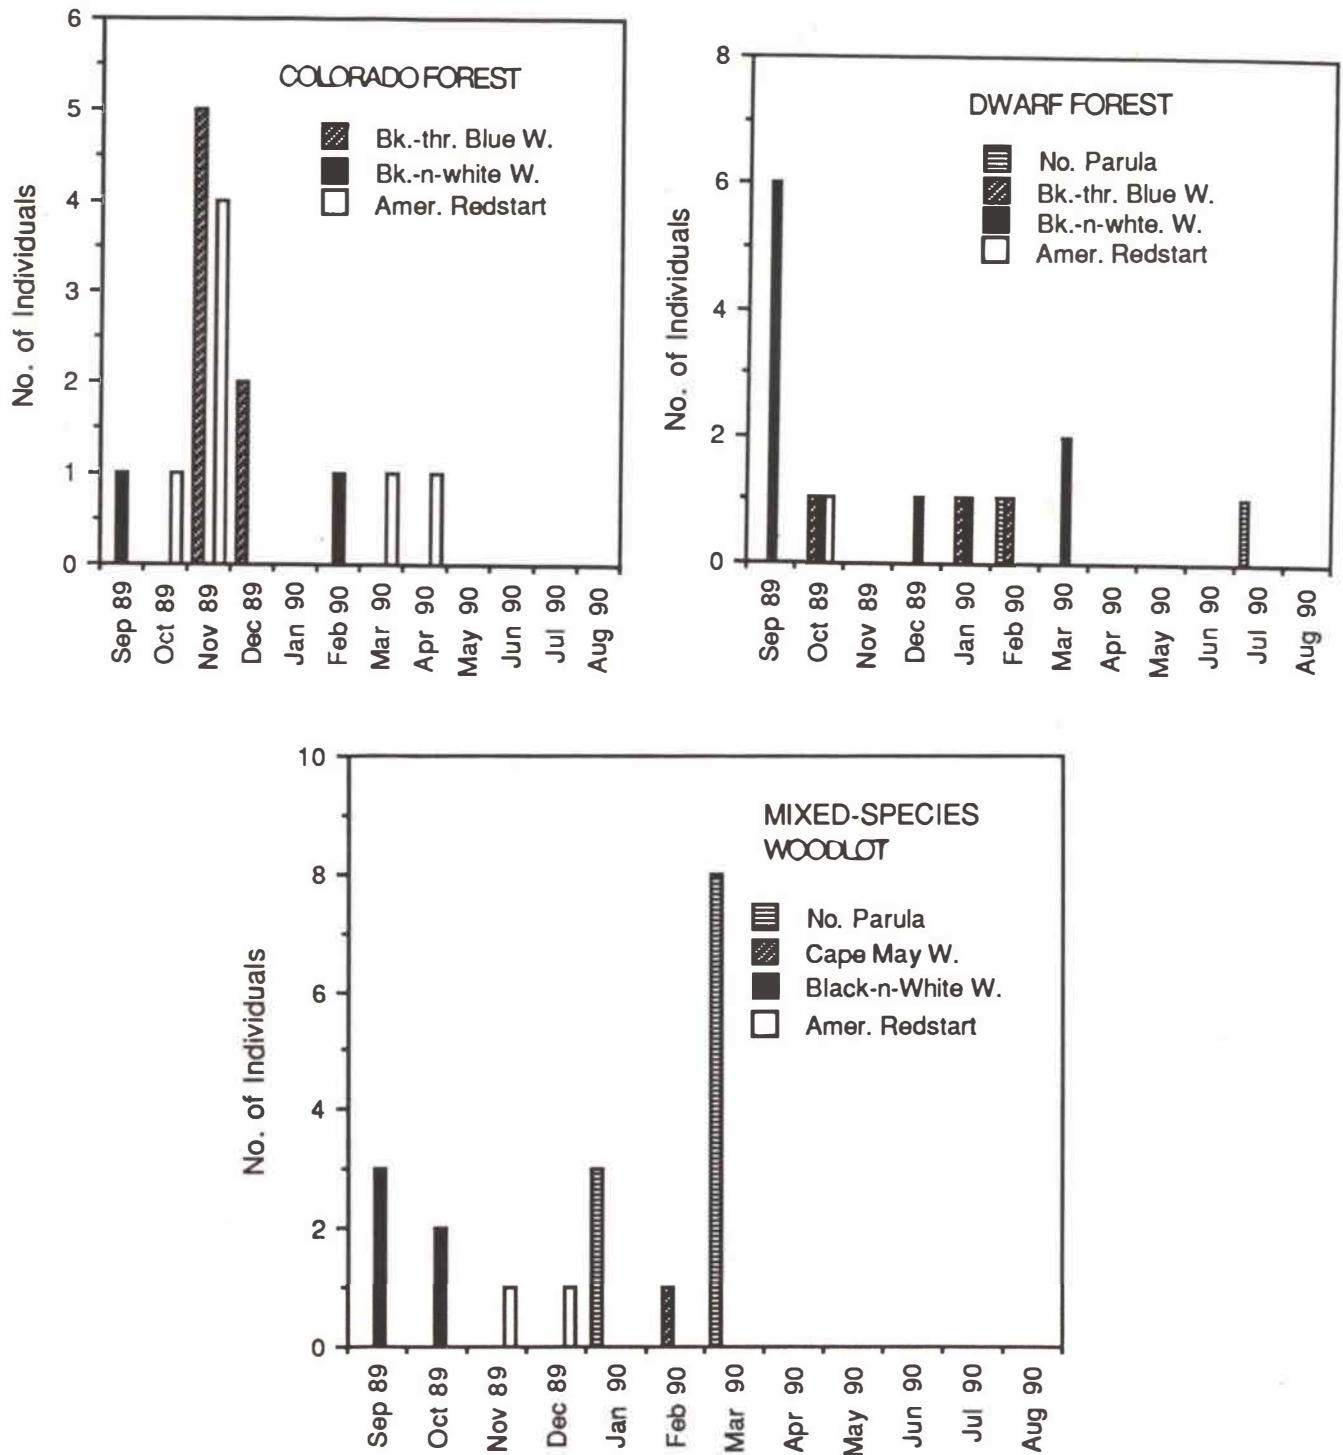 COLORADO FOREST
Bk.-thr. Blue W.
Bk.-n-white W.
Amer. Redstart
No. of Individuals
6
5
4
3
2
1
0
Sep 89
Oct 89
Nov 89
Dec 89
Jan 90
Feb 90
Mar 90
Apr 90
May 90
Jun 90
Jul 90
Aug 90
DWARF FOREST
No. Parula
Bk.-thr. Blue W.
Bk.-n-whte. W.
Amer. Redstart
No. of Individuals
8
6
4
2
0
Sep 89
Oct 89
Nov 89
Dec 89
Jan 90
Feb 90
Mar 90
Apr 90
May 90
Jun 90
Jul 90
Aug 90
MIXED-SPECIES
WOODLOT
No. Parula
Cape May W.
Black-n-White W.
Amer. Redstart
No. of Individuals
10
8
6
4
2
0
Sep 89
Oct 89
Nov 89
Dec 89
Jan 90
Feb 90
Mar 90
Apr 90
May 90
Jun 90
Jul 90
Aug 90